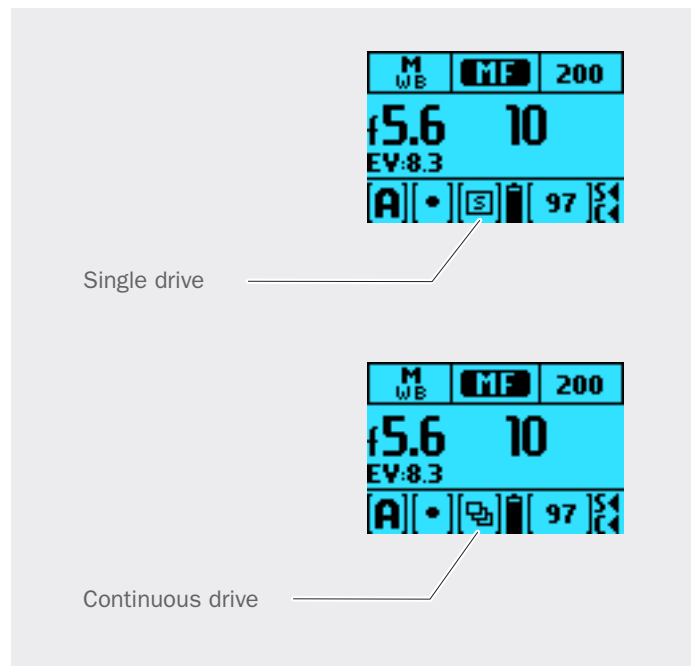 M WB MF 200
f5.6 10
EV:8.3
[A][•][S][ 97 ]S C
Single drive
M WB MF 200
f5.6 10
EV:8.3
[A][•][ ][ 97 ]S C
Continuous drive